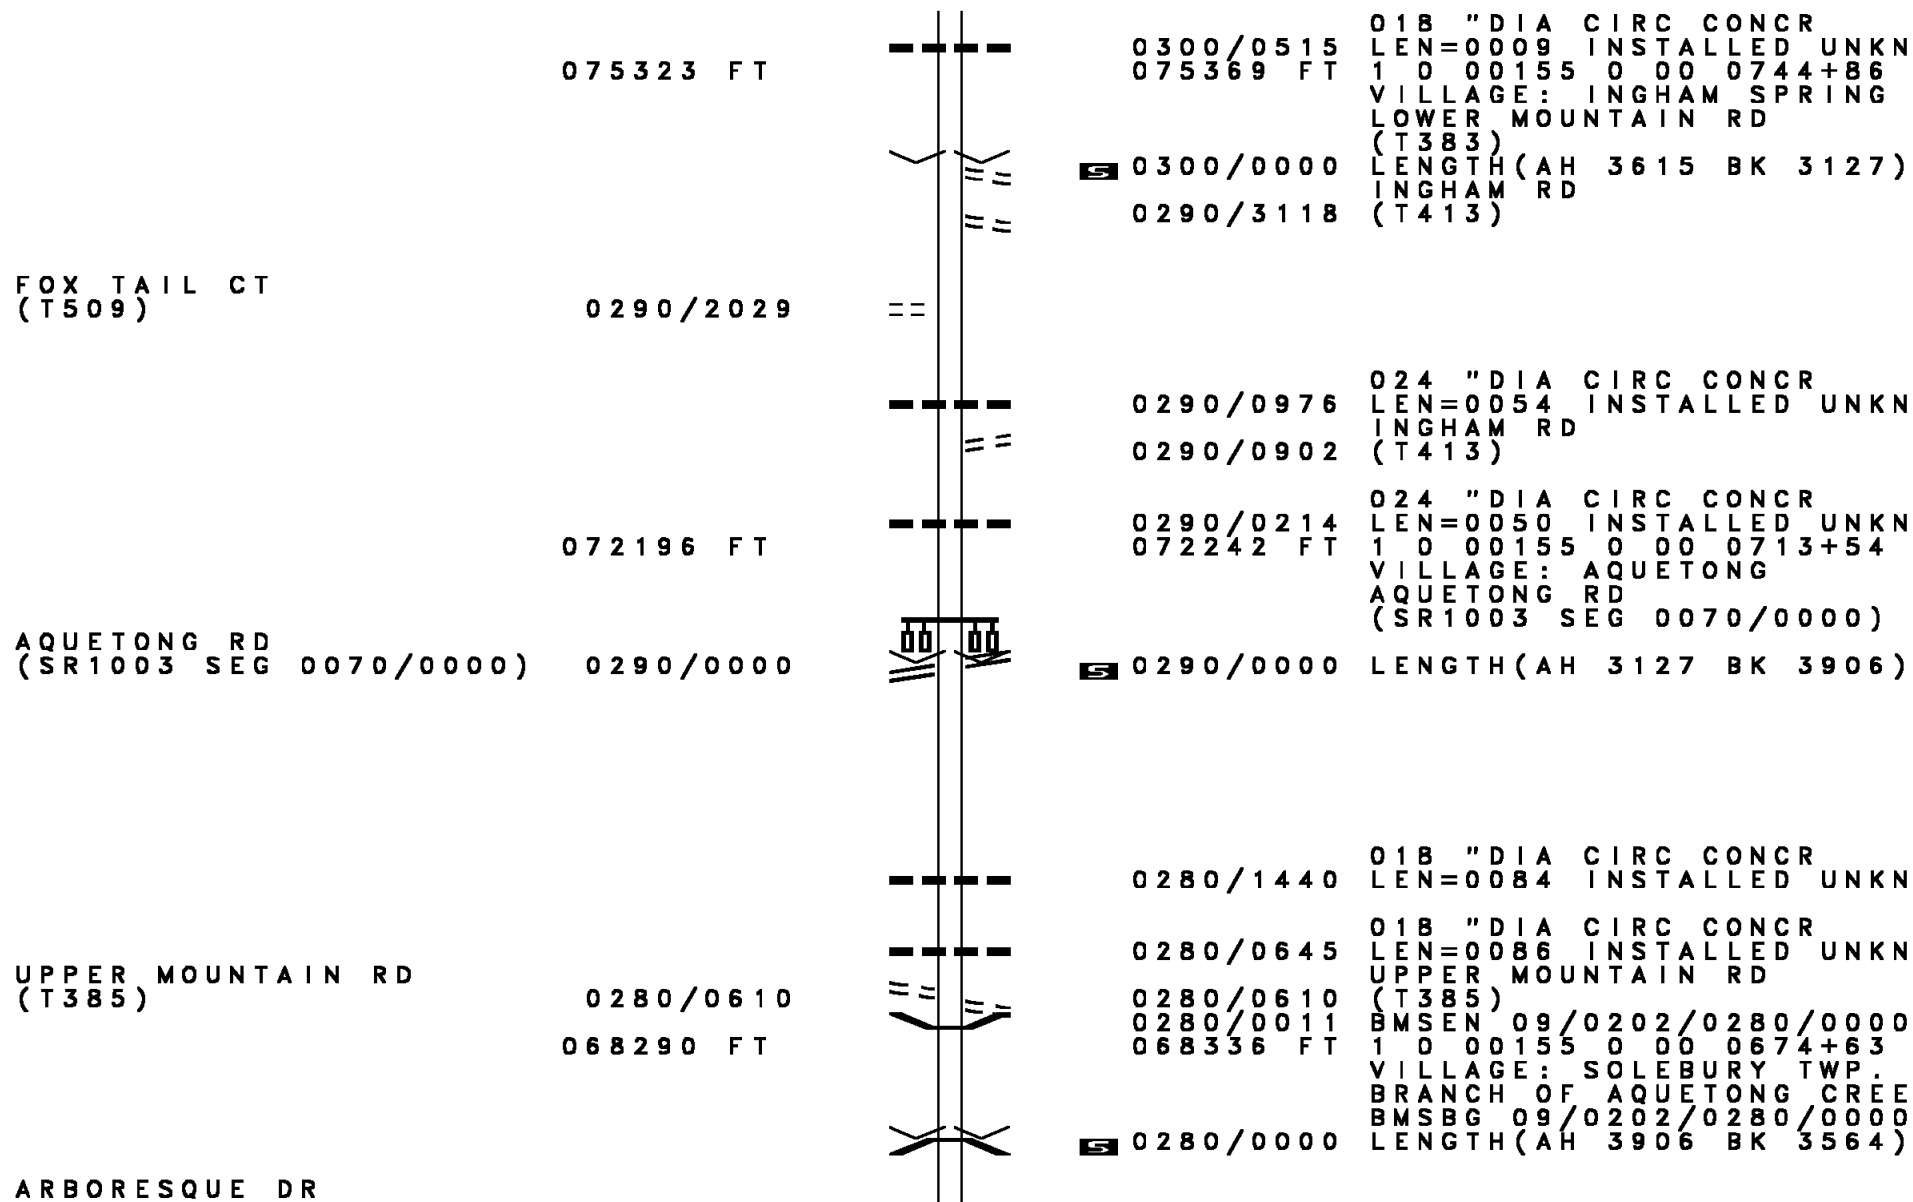 018 "DIA CIRC CONCR
0300/0515 LEN=0009 INSTALLED UNKN
075323 FT 075369 FT 1 0 00155 0 00 0744+86
VILLAGE: INGHAM SPRING
LOWER MOUNTAIN RD
(T383)
S 0300/0000 LENGTH(AH 3615 BK 3127)
INGHAM RD
0290/3118 (T413)
FOX TAIL CT
(T509) 0290/2029
024 "DIA CIRC CONCR
0290/0976 LEN=0054 INSTALLED UNKN
INGHAM RD
0290/0902 (T413)
024 "DIA CIRC CONCR
0290/0214 LEN=0050 INSTALLED UNKN
072196 FT 072242 FT 1 0 00155 0 00 0713+54
VILLAGE: AQUETONG
AQUETONG RD
(SR1003 SEG 0070/0000)
AQUETONG RD
(SR1003 SEG 0070/0000) 0290/0000 S 0290/0000 LENGTH(AH 3127 BK 3906)
018 "DIA CIRC CONCR
0280/1440 LEN=0084 INSTALLED UNKN
018 "DIA CIRC CONCR
0280/0645 LEN=0086 INSTALLED UNKN
UPPER MOUNTAIN RD UPPER MOUNTAIN RD
(T385) 0280/0610 0280/0610 (T385)
0280/0011 BMSEN 09/0202/0280/0000
068290 FT 068336 FT 1 0 00155 0 00 0674+63
VILLAGE: SOLEBURY TWP.
BRANCH OF AQUETONG CREE
BMSBG 09/0202/0280/0000
S 0280/0000 LENGTH(AH 3906 BK 3564)
ARBORESQUE DR